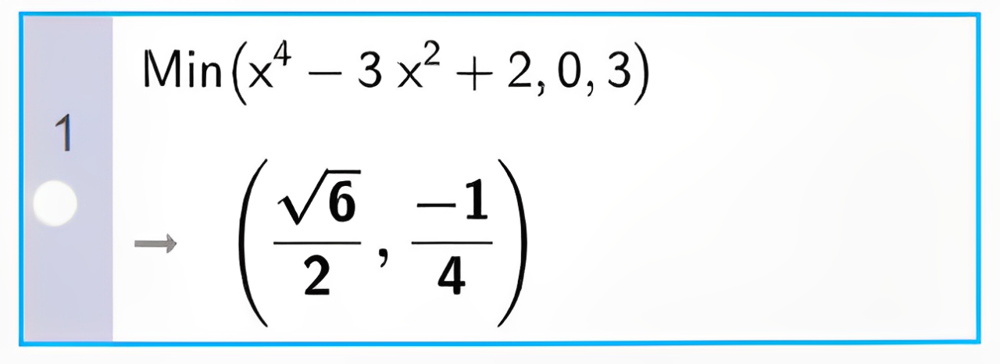 Min(x⁴ − 3 x² + 2, 0, 3)
1
→ (√6/2, −1/4)